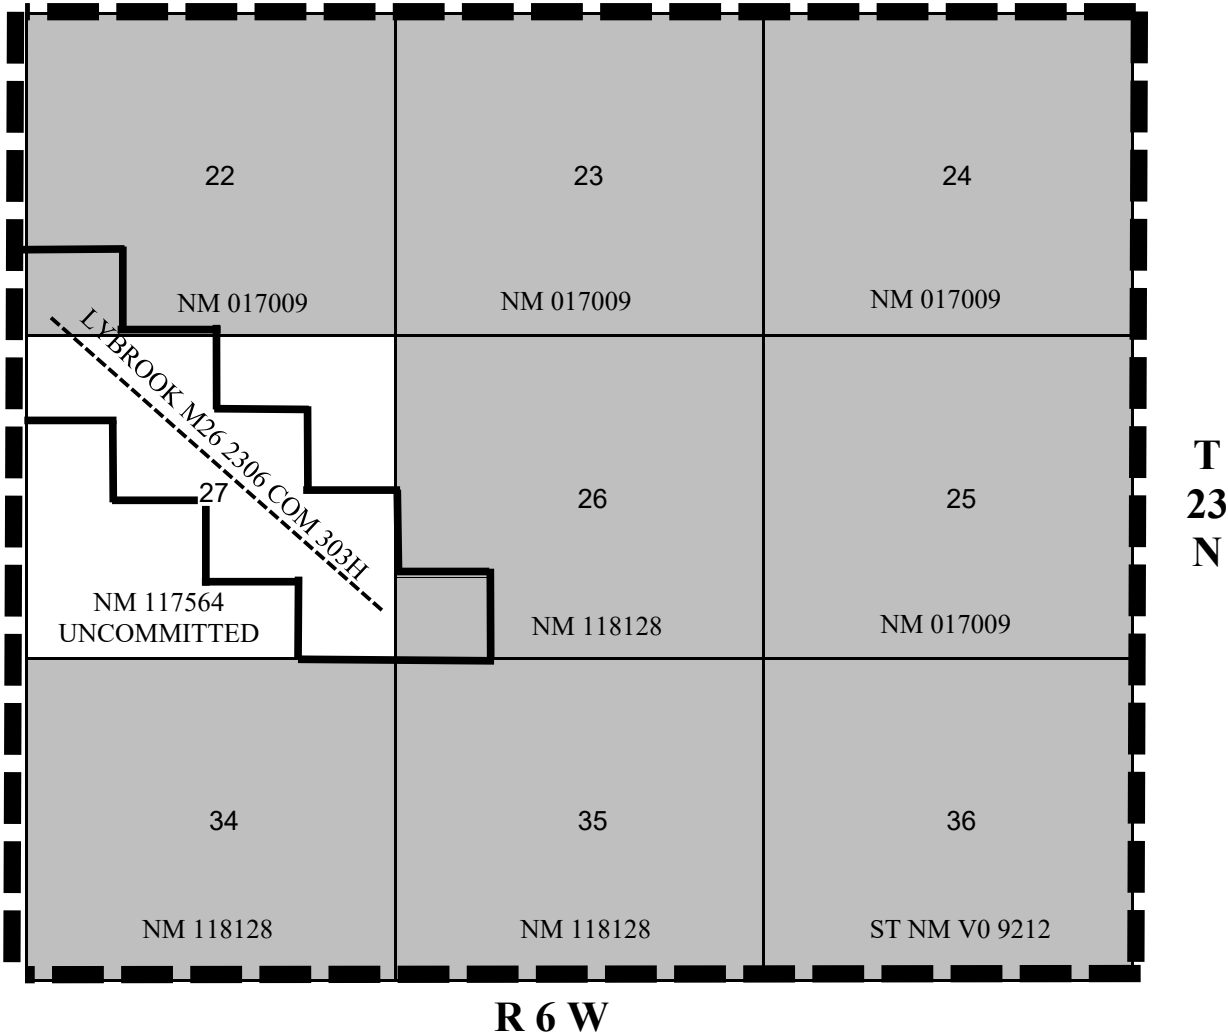 22
23
24
NM 017009
NM 017009
NM 017009
LYBROOK M26 2306 COM 303H
27
26
25
T
23
N
NM 117564
UNCOMMITTED
NM 118128
NM 017009
34
35
36
NM 118128
NM 118128
ST NM V0 9212
R 6 W